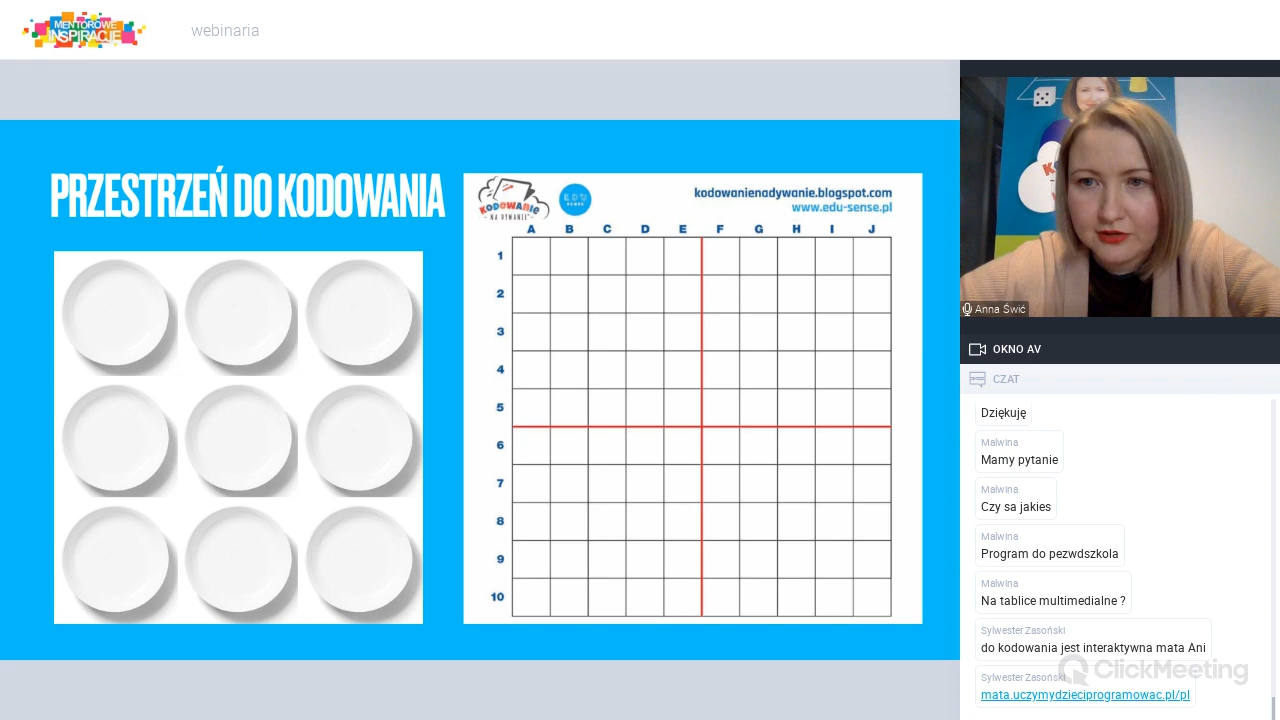 MENTOROWE
INSPIRACJE
webinaria
PRZESTRZEŃ DO KODOWANIA
KODOWANIE
NA DYWANIE
EDU
SENSE
kodowanienadywanie.blogspot.com
www.edu-sense.pl
A B C D E F G H I J
1
2
3
4
5
6
7
8
9
10
Anna Świć
OKNO AV
CZAT
Dziękuję
Malwina
Mamy pytanie
Malwina
Czy sa jakies
Malwina
Program do pezwdszkola
Malwina
Na tablice multimedialne ?
Sylwester Zasoński
do kodowania jest interaktywna mata Ani
Sylwester Zasoński
mata.uczymydzieciprogramowac.pl/pl
ClickMeeting